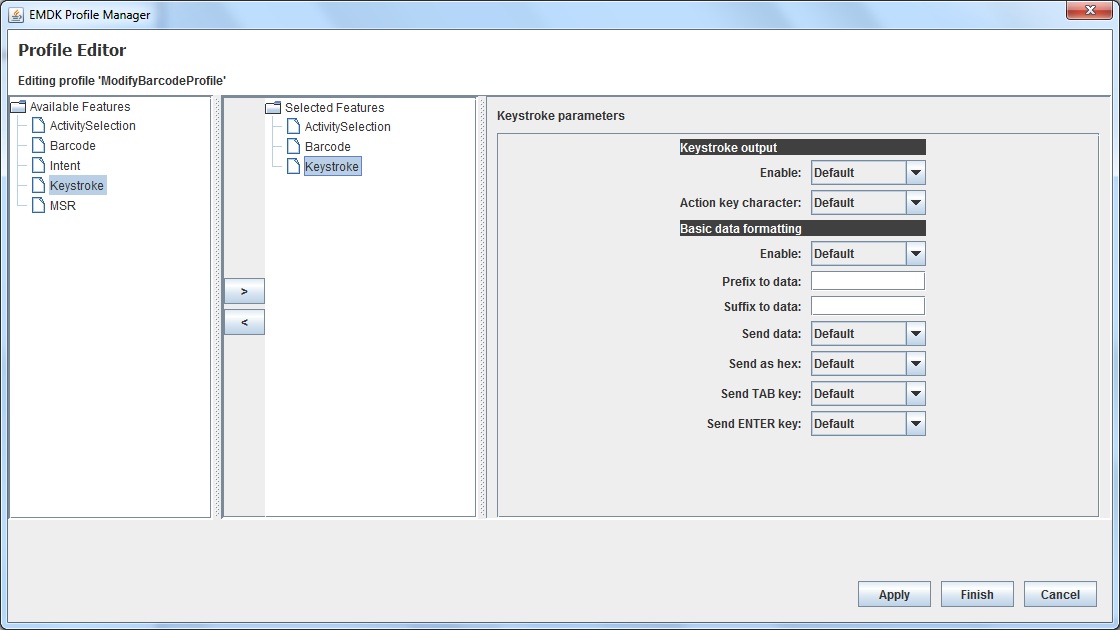 EMDK Profile Manager
Profile Editor
Editing profile 'ModifyBarcodeProfile'
Available Features
ActivitySelection
Barcode
Intent
Keystroke
MSR
>
<
Selected Features
ActivitySelection
Barcode
Keystroke
Keystroke parameters
Keystroke output
Enable: Default
Action key character: Default
Basic data formatting
Enable: Default
Prefix to data:
Suffix to data:
Send data: Default
Send as hex: Default
Send TAB key: Default
Send ENTER key: Default
Apply Finish Cancel